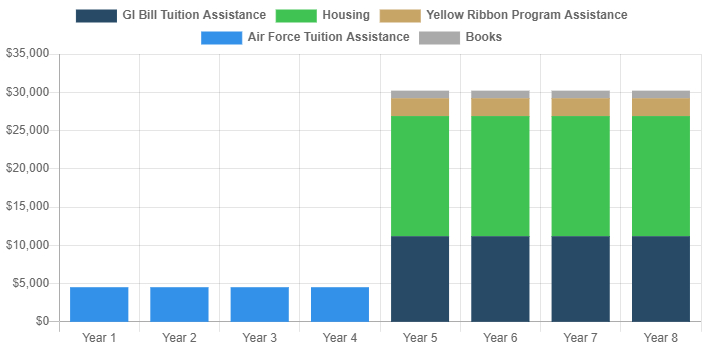 GI Bill Tuition Assistance Housing Yellow Ribbon Program Assistance
Air Force Tuition Assistance Books
$35,000
$30,000
$25,000
$20,000
$15,000
$10,000
$5,000
$0
Year 1 Year 2 Year 3 Year 4 Year 5 Year 6 Year 7 Year 8